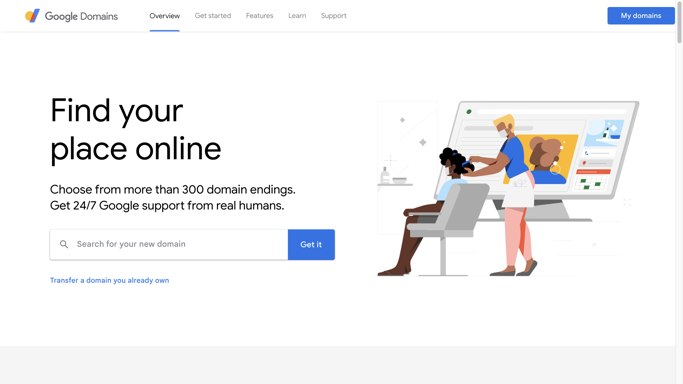 Google Domains
Overview
Get started
Features
Learn
Support
My domains
Find your
place online
Choose from more than 300 domain endings.
Get 24/7 Google support from real humans.
Search for your new domain
Get it
Transfer a domain you already own